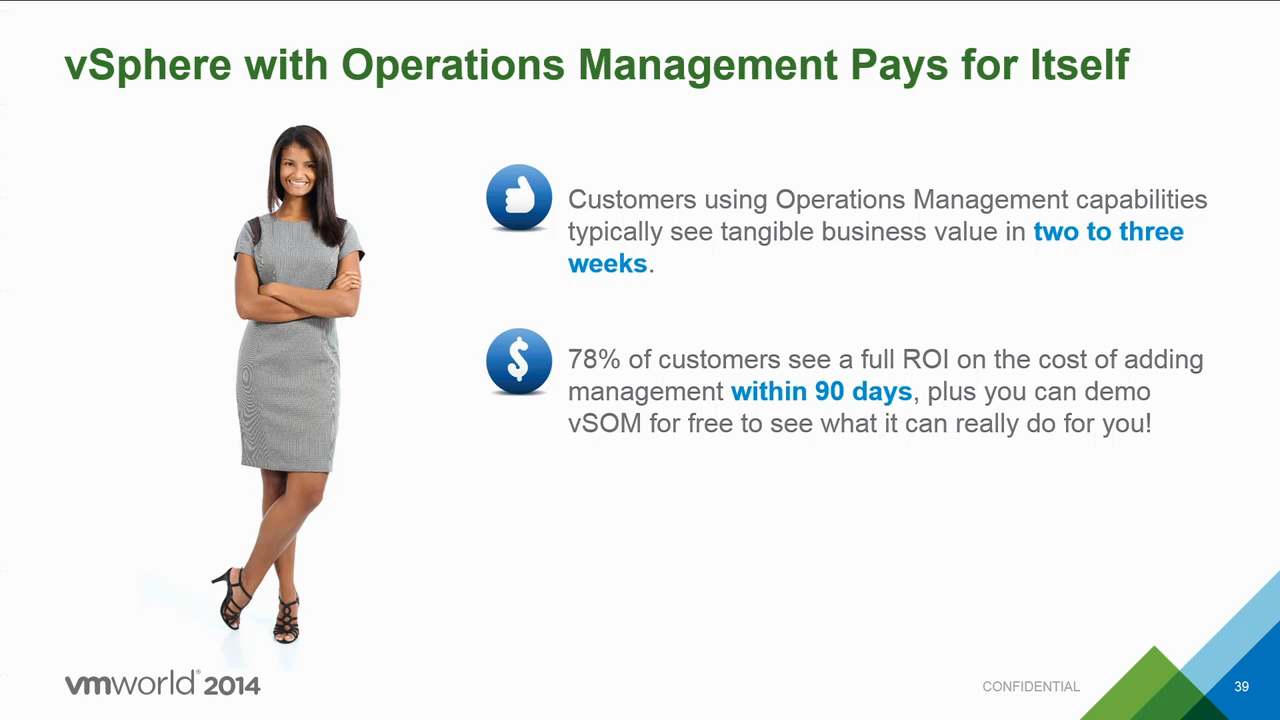 vSphere with Operations Management Pays for Itself
Customers using Operations Management capabilities
typically see tangible business value in two to three
weeks.
$
78% of customers see a full ROI on the cost of adding
management within 90 days, plus you can demo
vSOM for free to see what it can really do for you!
vmworld® 2014
CONFIDENTIAL
39